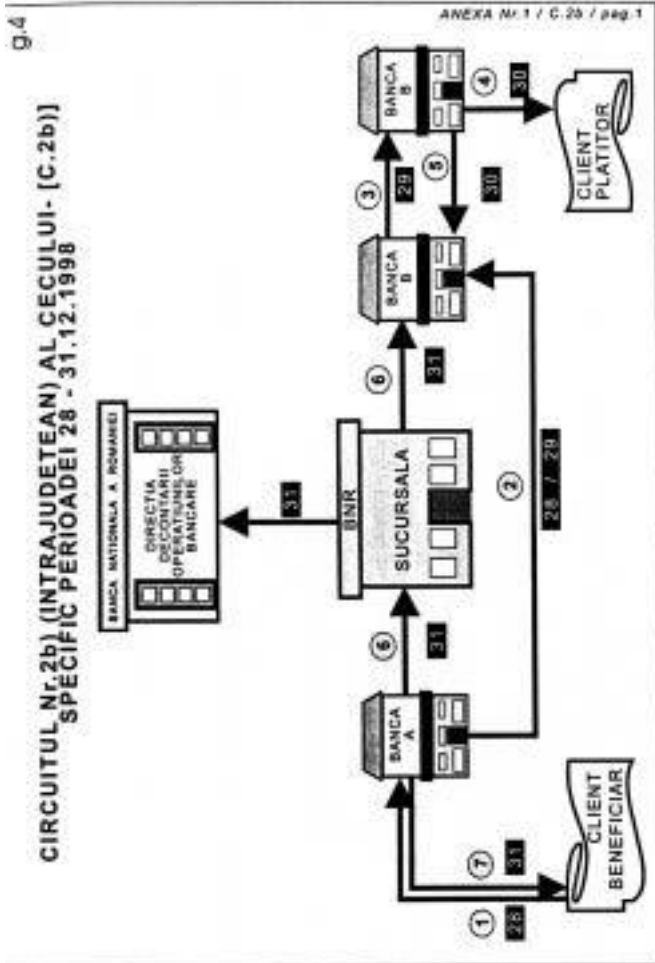 g.4
ANEXA Nr.1 / C.2b / pag.1
CIRCUITUL Nr.2b) (INTRAJUDETEAN) AL CECULUI- [C.2b)]
SPECIFIC PERIOADEI 28 - 31.12.1998
BANCA NATIONALA A ROMANIEI
DIRECTIA
DECONTARII
OPERATIUNILOR
BANCARE
31
BNR
SUCURSALA
BANCA
A
6
31
6
31
BANCA
B
3
29
5
30
BANCA
B
4
30
1
28
7
31
2
28 / 29
CLIENT
BENEFICIAR
CLIENT
PLATITOR